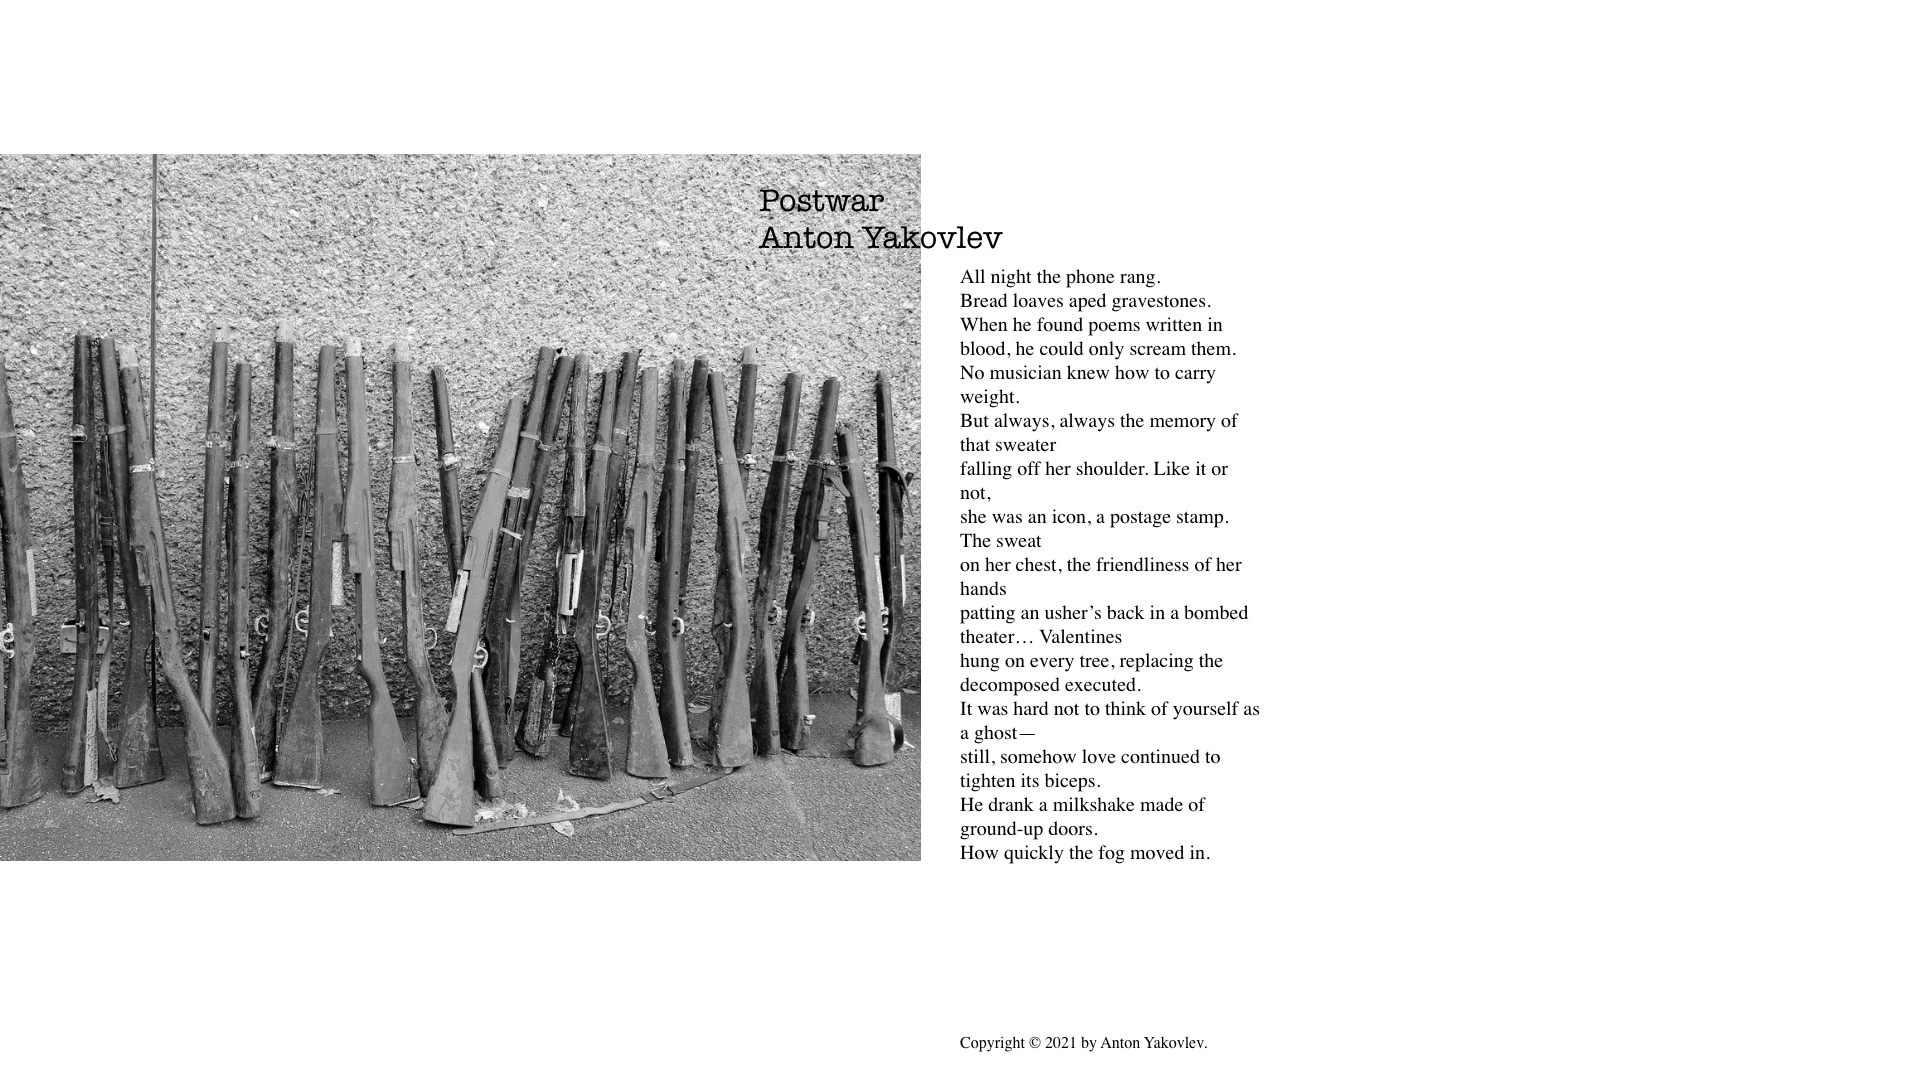 Postwar
Anton Yakovlev
All night the phone rang.
Bread loaves aped gravestones.
When he found poems written in
blood, he could only scream them.
No musician knew how to carry
weight.
But always, always the memory of
that sweater
falling off her shoulder. Like it or
not,
she was an icon, a postage stamp.
The sweat
on her chest, the friendliness of her
hands
patting an usher’s back in a bombed
theater… Valentines
hung on every tree, replacing the
decomposed executed.
It was hard not to think of yourself as
a ghost—
still, somehow love continued to
tighten its biceps.
He drank a milkshake made of
ground-up doors.
How quickly the fog moved in.
Copyright © 2021 by Anton Yakovlev.